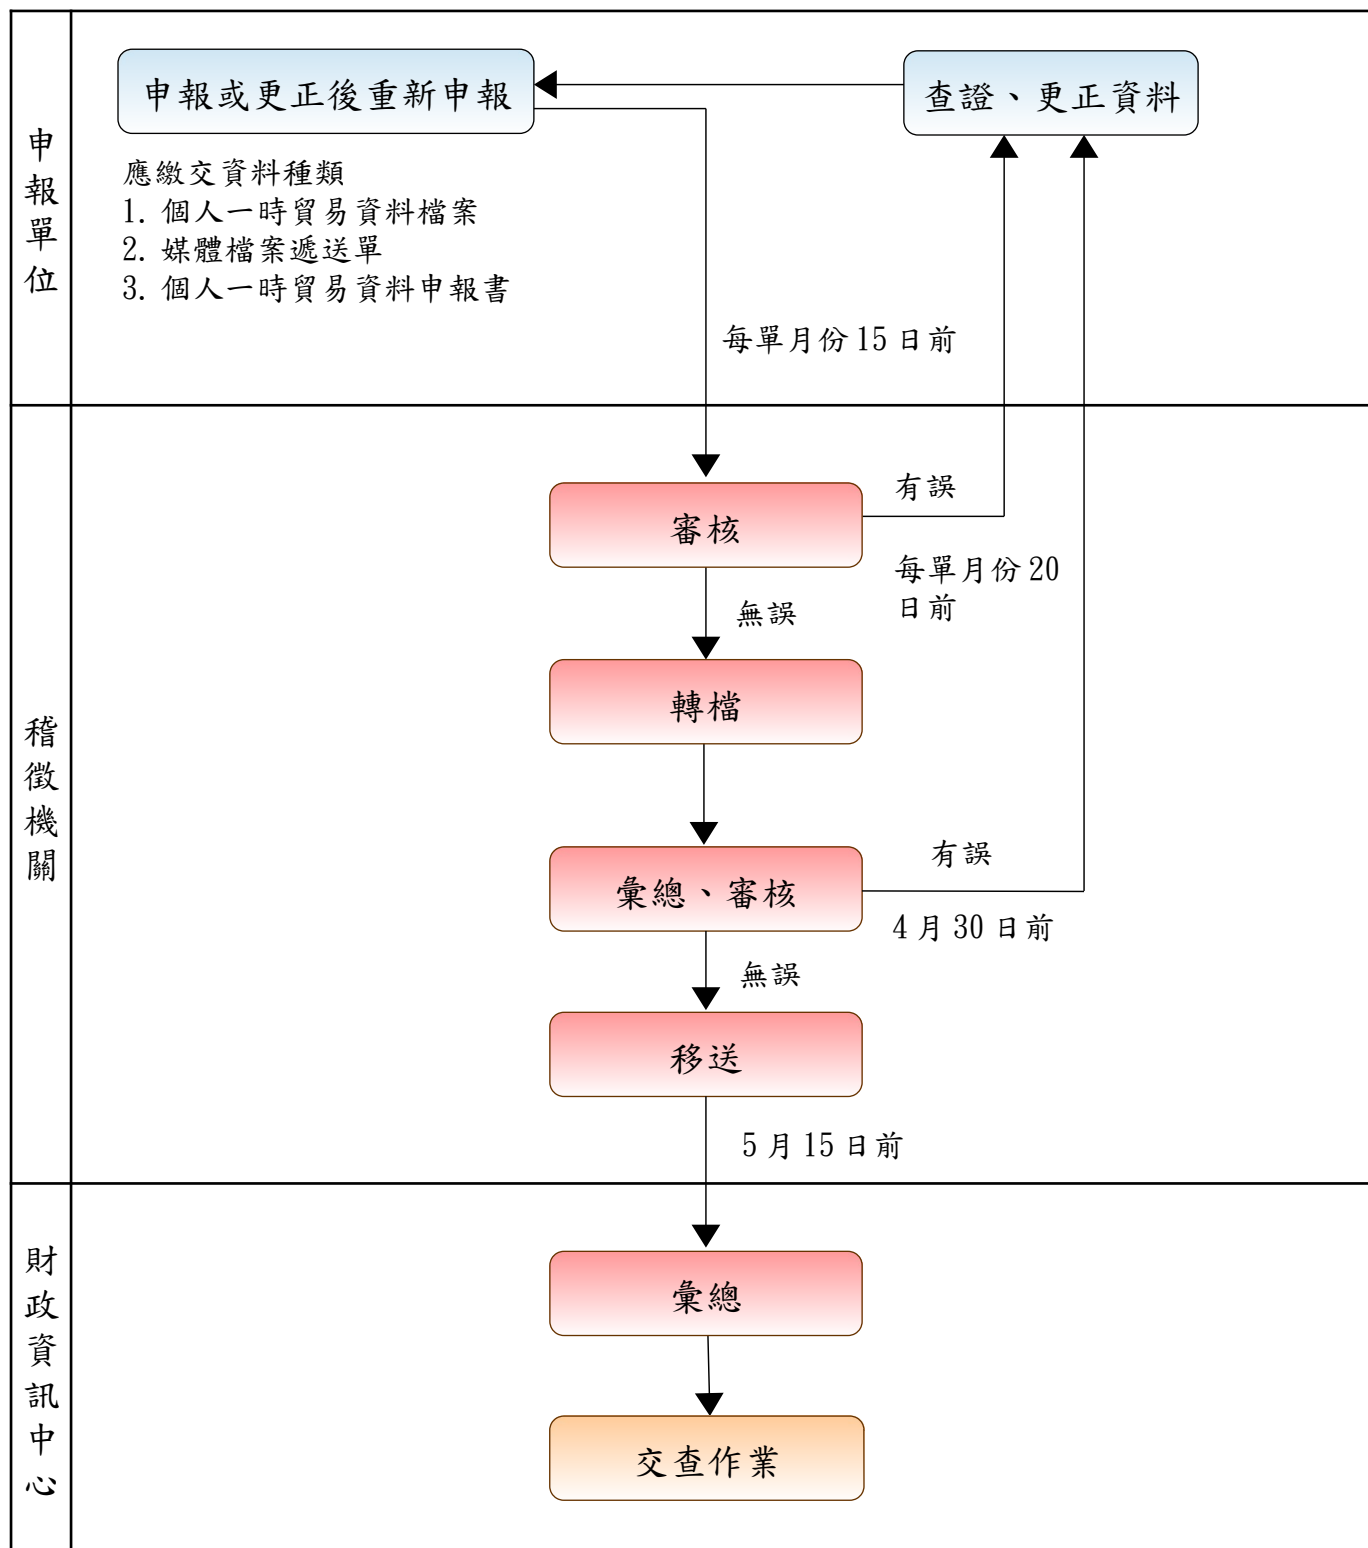 申報單位
申報或更正後重新申報
查證、更正資料
應繳交資料種類
1. 個人一時貿易資料檔案
2. 媒體檔案遞送單
3. 個人一時貿易資料申報書
每單月份15日前
稽徵機關
審核
有誤
每單月份20
日前
無誤
轉檔
彙總、審核
有誤
4月30日前
無誤
移送
5月15日前
財政資訊中心
彙總
交查作業